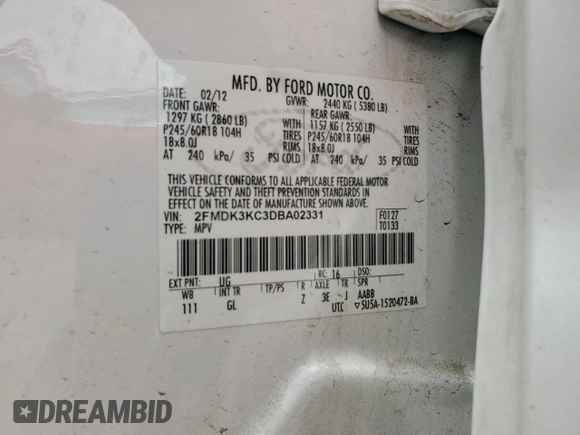 MFD. BY FORD MOTOR CO.
DATE: 02/12 GVWR: 2440 KG ( 5380 LB)
FRONT GAWR: REAR GAWR:
1297 KG ( 2860 LB) 1157 KG ( 2550 LB)
P245/60R18 104H TIRES P245/60R18 104H TIRES
18x8.0J RIMS 18x8.0J RIMS
AT 240 kPa/ 35 PSI COLD AT 240 kPa/ 35 PSI COLD
THIS VEHICLE CONFORMS TO ALL APPLICABLE FEDERAL MOTOR
VEHICLE SAFETY AND THEFT PREVENTION STANDARDS IN
EFFECT ON THE DATE OF MANUFACTURE SHOWN ABOVE.
VIN: 2FMDK3KC3DBA02331 F0127
TYPE: MPV T0133
EXT PNT: UG RC: 16 DSO:
WB INT TR TP/PS R AXLE TR SPR
111 GL Z 3E J AABB
UTC ▽5U5A-1520472-BA
DREAMBID